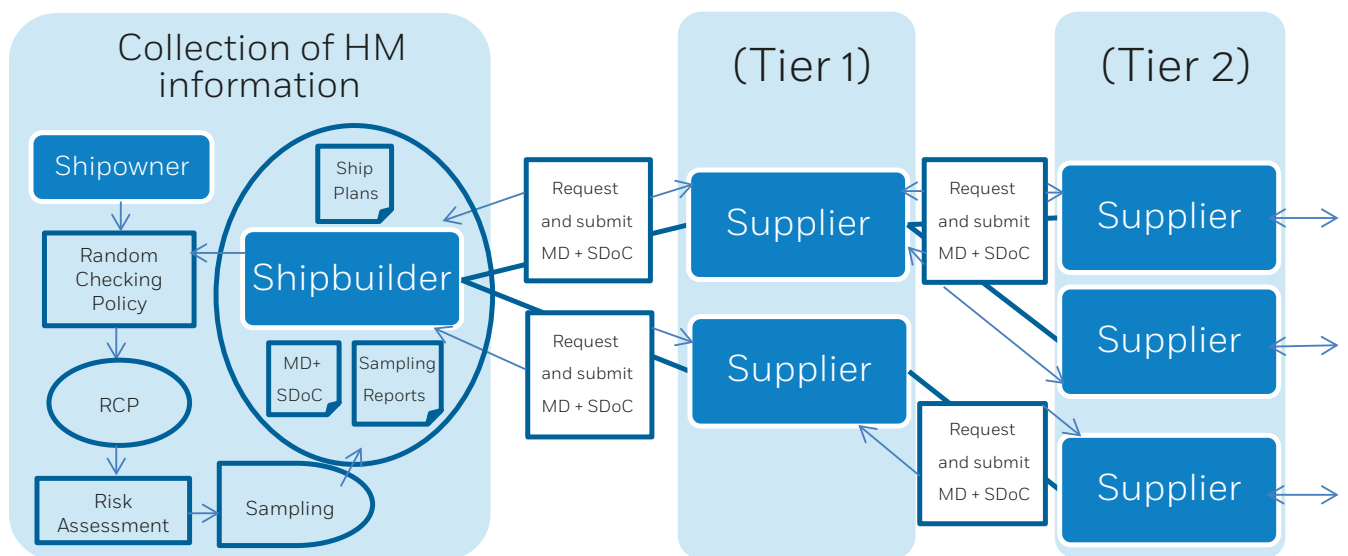 Collection of HM
information
Shipowner
Random
Checking
Policy
RCP
Risk
Assessment
Sampling
Ship
Plans
Shipbuilder
MD+
SDoC
Sampling
Reports
Request
and submit
MD + SDoC
Request
and submit
MD + SDoC
(Tier 1)
Supplier
Supplier
Request
and submit
MD + SDoC
Request
and submit
MD + SDoC
(Tier 2)
Supplier
Supplier
Supplier